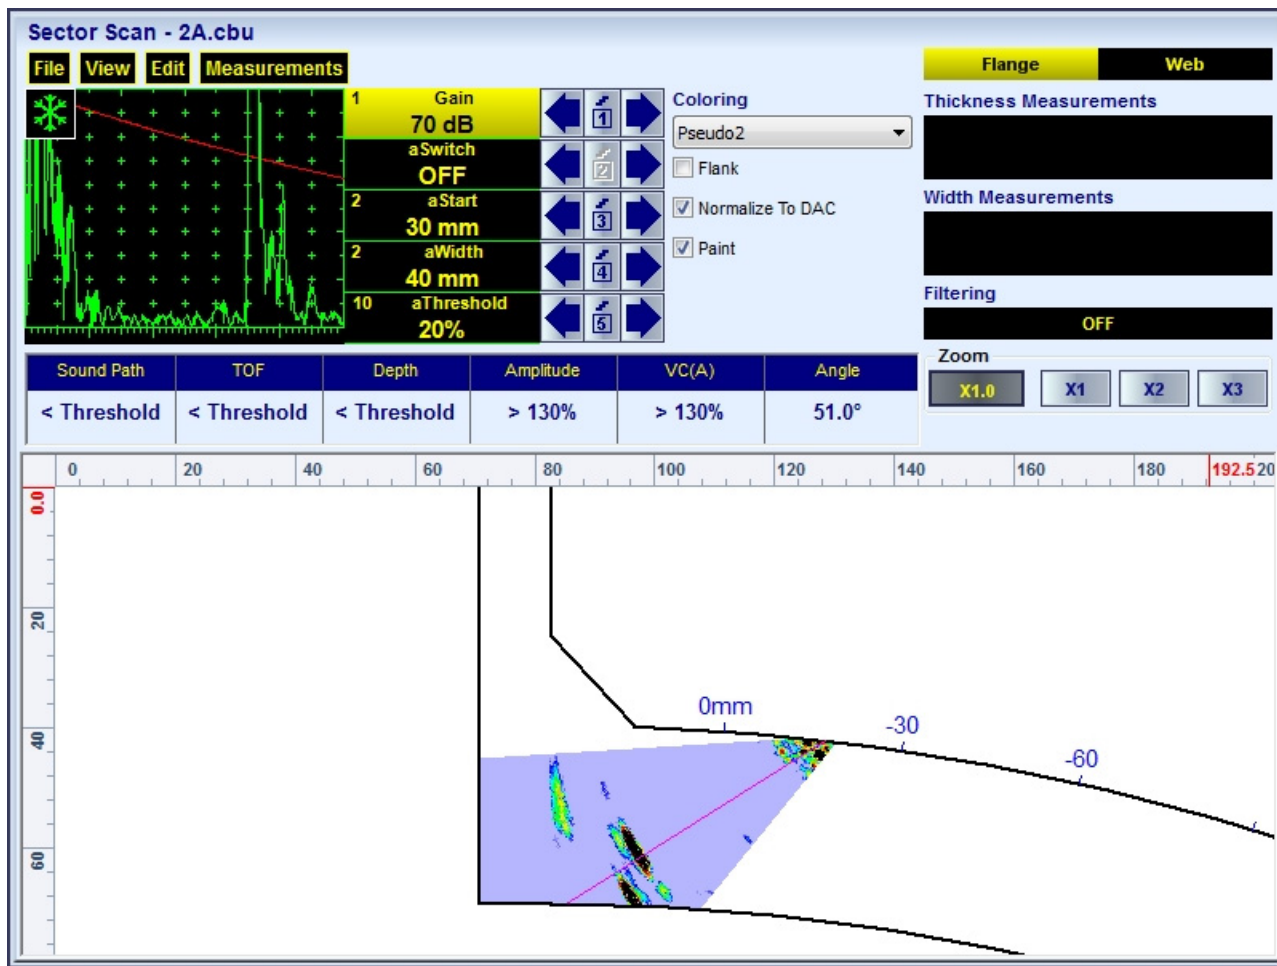 Sector Scan - 2A.cbu
File View Edit Measurements
Flange Web
1 Gain
70 dB
1
aSwitch
OFF
2
2 aStart
30 mm
3
2 aWidth
40 mm
4
10 aThreshold
20%
5
Coloring
Pseudo2
Flank
Normalize To DAC
Paint
Thickness Measurements
Width Measurements
Filtering
OFF
Zoom
X1.0 X1 X2 X3
Sound Path TOF Depth Amplitude VC(A) Angle
< Threshold < Threshold < Threshold > 130% > 130% 51.0°
0 20 40 60 80 100 120 140 160 180 192.5 20
0.0
20
40
60
0mm
-30
-60